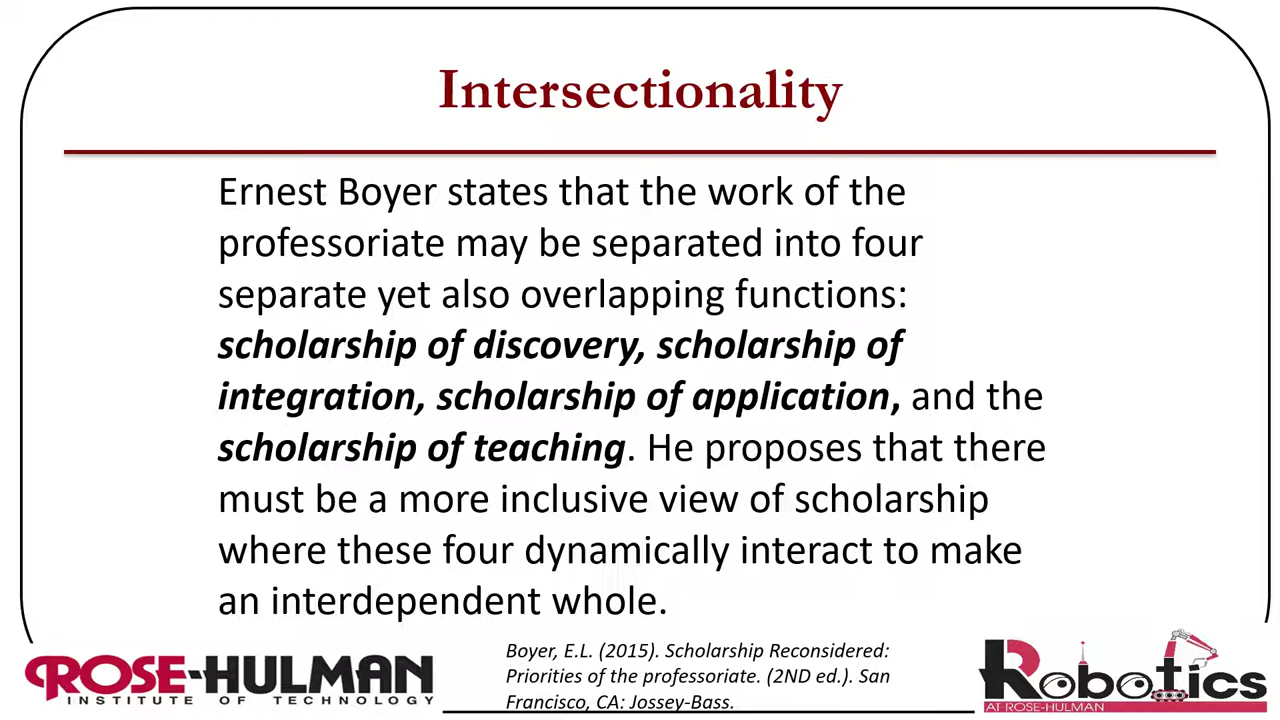 Intersectionality
Ernest Boyer states that the work of the
professoriate may be separated into four
separate yet also overlapping functions:
scholarship of discovery, scholarship of
integration, scholarship of application, and the
scholarship of teaching. He proposes that there
must be a more inclusive view of scholarship
where these four dynamically interact to make
an interdependent whole.
Boyer, E.L. (2015). Scholarship Reconsidered:
Priorities of the professoriate. (2ND ed.). San
Francisco, CA: Jossey-Bass.
ROSE-HULMAN
INSTITUTE OF TECHNOLOGY
Robotics
AT ROSE-HULMAN